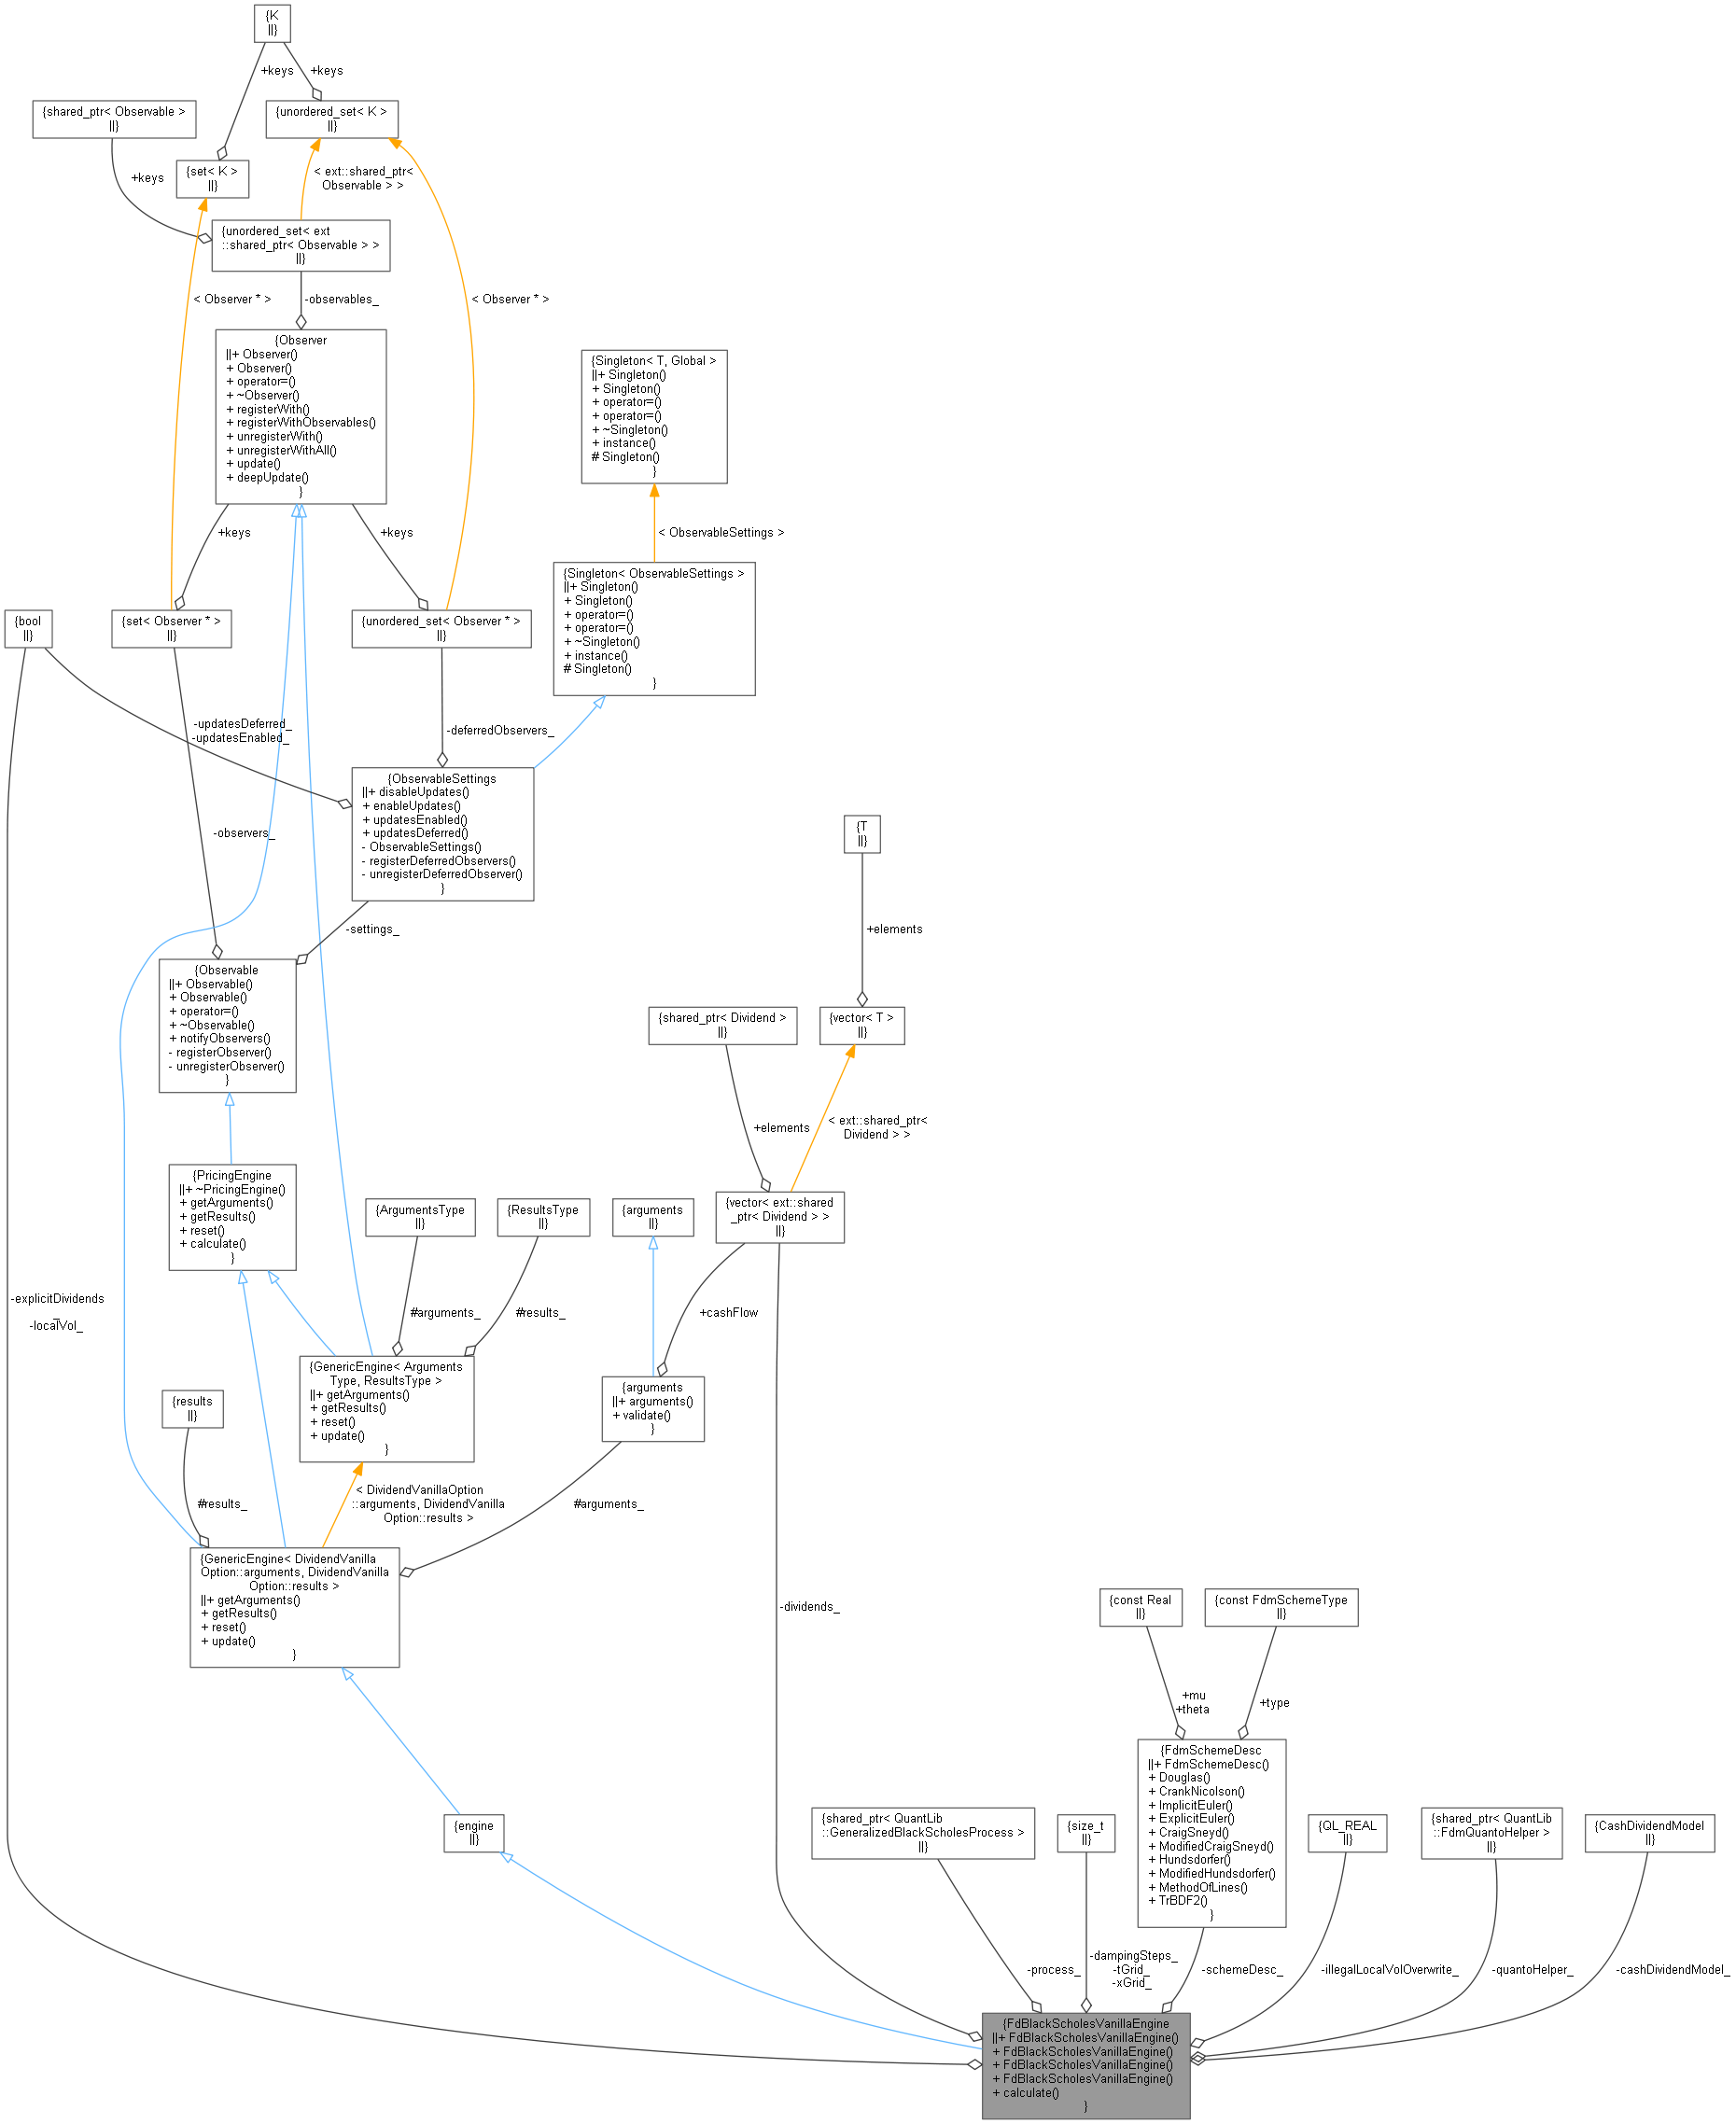 {K
||}
+keys
+keys
{shared_ptr< Observable >
||}
{unordered_set< K >
||}
+keys
{set< K >
||}
< ext::shared_ptr<
Observable > >
{unordered_set< ext
::shared_ptr< Observable > >
||}
< Observer * >
-observables_
< Observer * >
{Observer
||+ Observer()
+ Observer()
+ operator=()
+ ~Observer()
+ registerWith()
+ registerWithObservables()
+ unregisterWith()
+ unregisterWithAll()
+ update()
+ deepUpdate()
}
{Singleton< T, Global >
||+ Singleton()
+ Singleton()
+ operator=()
+ operator=()
+ ~Singleton()
+ instance()
# Singleton()
}
+keys
+keys
< ObservableSettings >
{Singleton< ObservableSettings >
||+ Singleton()
+ Singleton()
+ operator=()
+ operator=()
+ ~Singleton()
+ instance()
# Singleton()
}
{bool
||}
{set< Observer * >
||}
{unordered_set< Observer * >
||}
-updatesDeferred_
-updatesEnabled_
-deferredObservers_
{ObservableSettings
||+ disableUpdates()
+ enableUpdates()
+ updatesEnabled()
+ updatesDeferred()
- ObservableSettings()
- registerDeferredObservers()
- unregisterDeferredObserver()
}
-observers_
{T
||}
-settings_
+elements
{Observable
||+ Observable()
+ Observable()
+ operator=()
+ ~Observable()
+ notifyObservers()
- registerObserver()
- unregisterObserver()
}
{shared_ptr< Dividend >
||}
{vector< T >
||}
+elements
< ext::shared_ptr<
Dividend > >
{PricingEngine
||+ ~PricingEngine()
+ getArguments()
+ getResults()
+ reset()
+ calculate()
}
{ArgumentsType
||}
{ResultsType
||}
{arguments
||}
{vector< ext::shared
_ptr< Dividend > >
||}
-explicitDividends
_
-localVol_
#arguments_
#results_
+cashFlow
{results
||}
{GenericEngine< Arguments
Type, ResultsType >
||+ getArguments()
+ getResults()
+ reset()
+ update()
}
{arguments
||+ arguments()
+ validate()
}
#results_
< DividendVanillaOption
::arguments, DividendVanilla
Option::results >
#arguments_
{GenericEngine< DividendVanilla
Option::arguments, DividendVanilla
Option::results >
||+ getArguments()
+ getResults()
+ reset()
+ update()
}
-dividends_
{const Real
||}
{const FdmSchemeType
||}
+mu
+theta
+type
{FdmSchemeDesc
||+ FdmSchemeDesc()
+ Douglas()
+ CrankNicolson()
+ ImplicitEuler()
+ ExplicitEuler()
+ CraigSneyd()
+ ModifiedCraigSneyd()
+ Hundsdorfer()
+ ModifiedHundsdorfer()
+ MethodOfLines()
+ TrBDF2()
}
{engine
||}
{shared_ptr< QuantLib
::GeneralizedBlackScholesProcess >
||}
{size_t
||}
{QL_REAL
||}
{shared_ptr< QuantLib
::FdmQuantoHelper >
||}
{CashDividendModel
||}
-process_
-dampingSteps_
-tGrid_
-xGrid_
-schemeDesc_
-illegalLocalVolOverwrite_
-quantoHelper_
-cashDividendModel_
{FdBlackScholesVanillaEngine
||+ FdBlackScholesVanillaEngine()
+ FdBlackScholesVanillaEngine()
+ FdBlackScholesVanillaEngine()
+ FdBlackScholesVanillaEngine()
+ calculate()
}